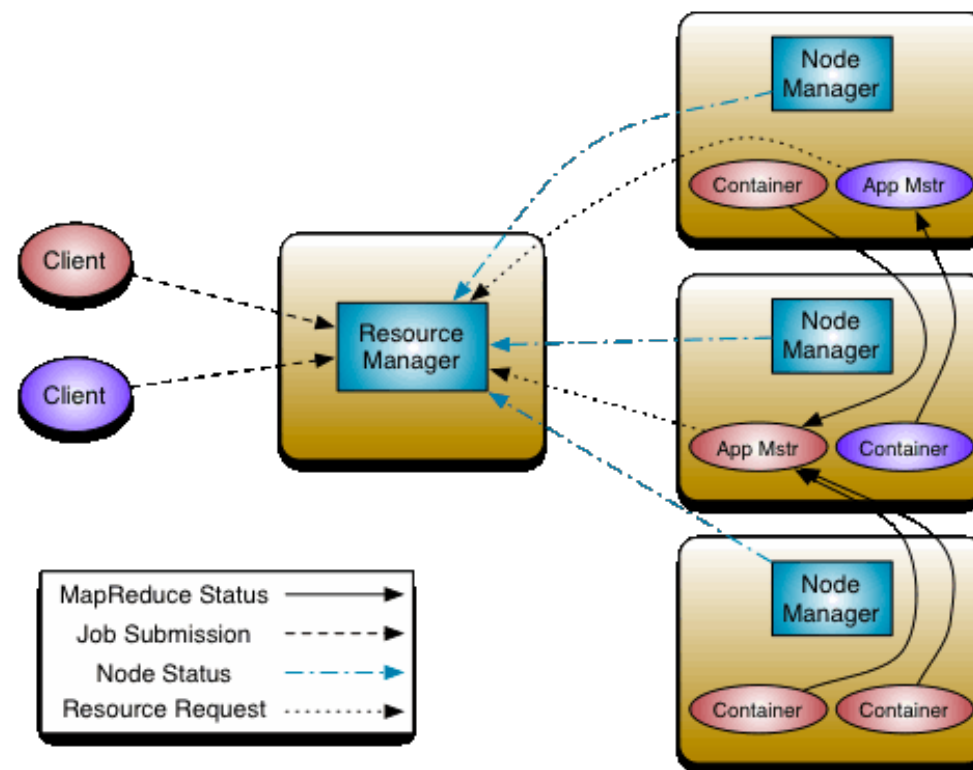 Node
Manager
Container
App Mstr
Client
Resource
Manager
Client
Node
Manager
App Mstr
Container
Node
Manager
Container
Container
MapReduce Status
Job Submission
Node Status
Resource Request